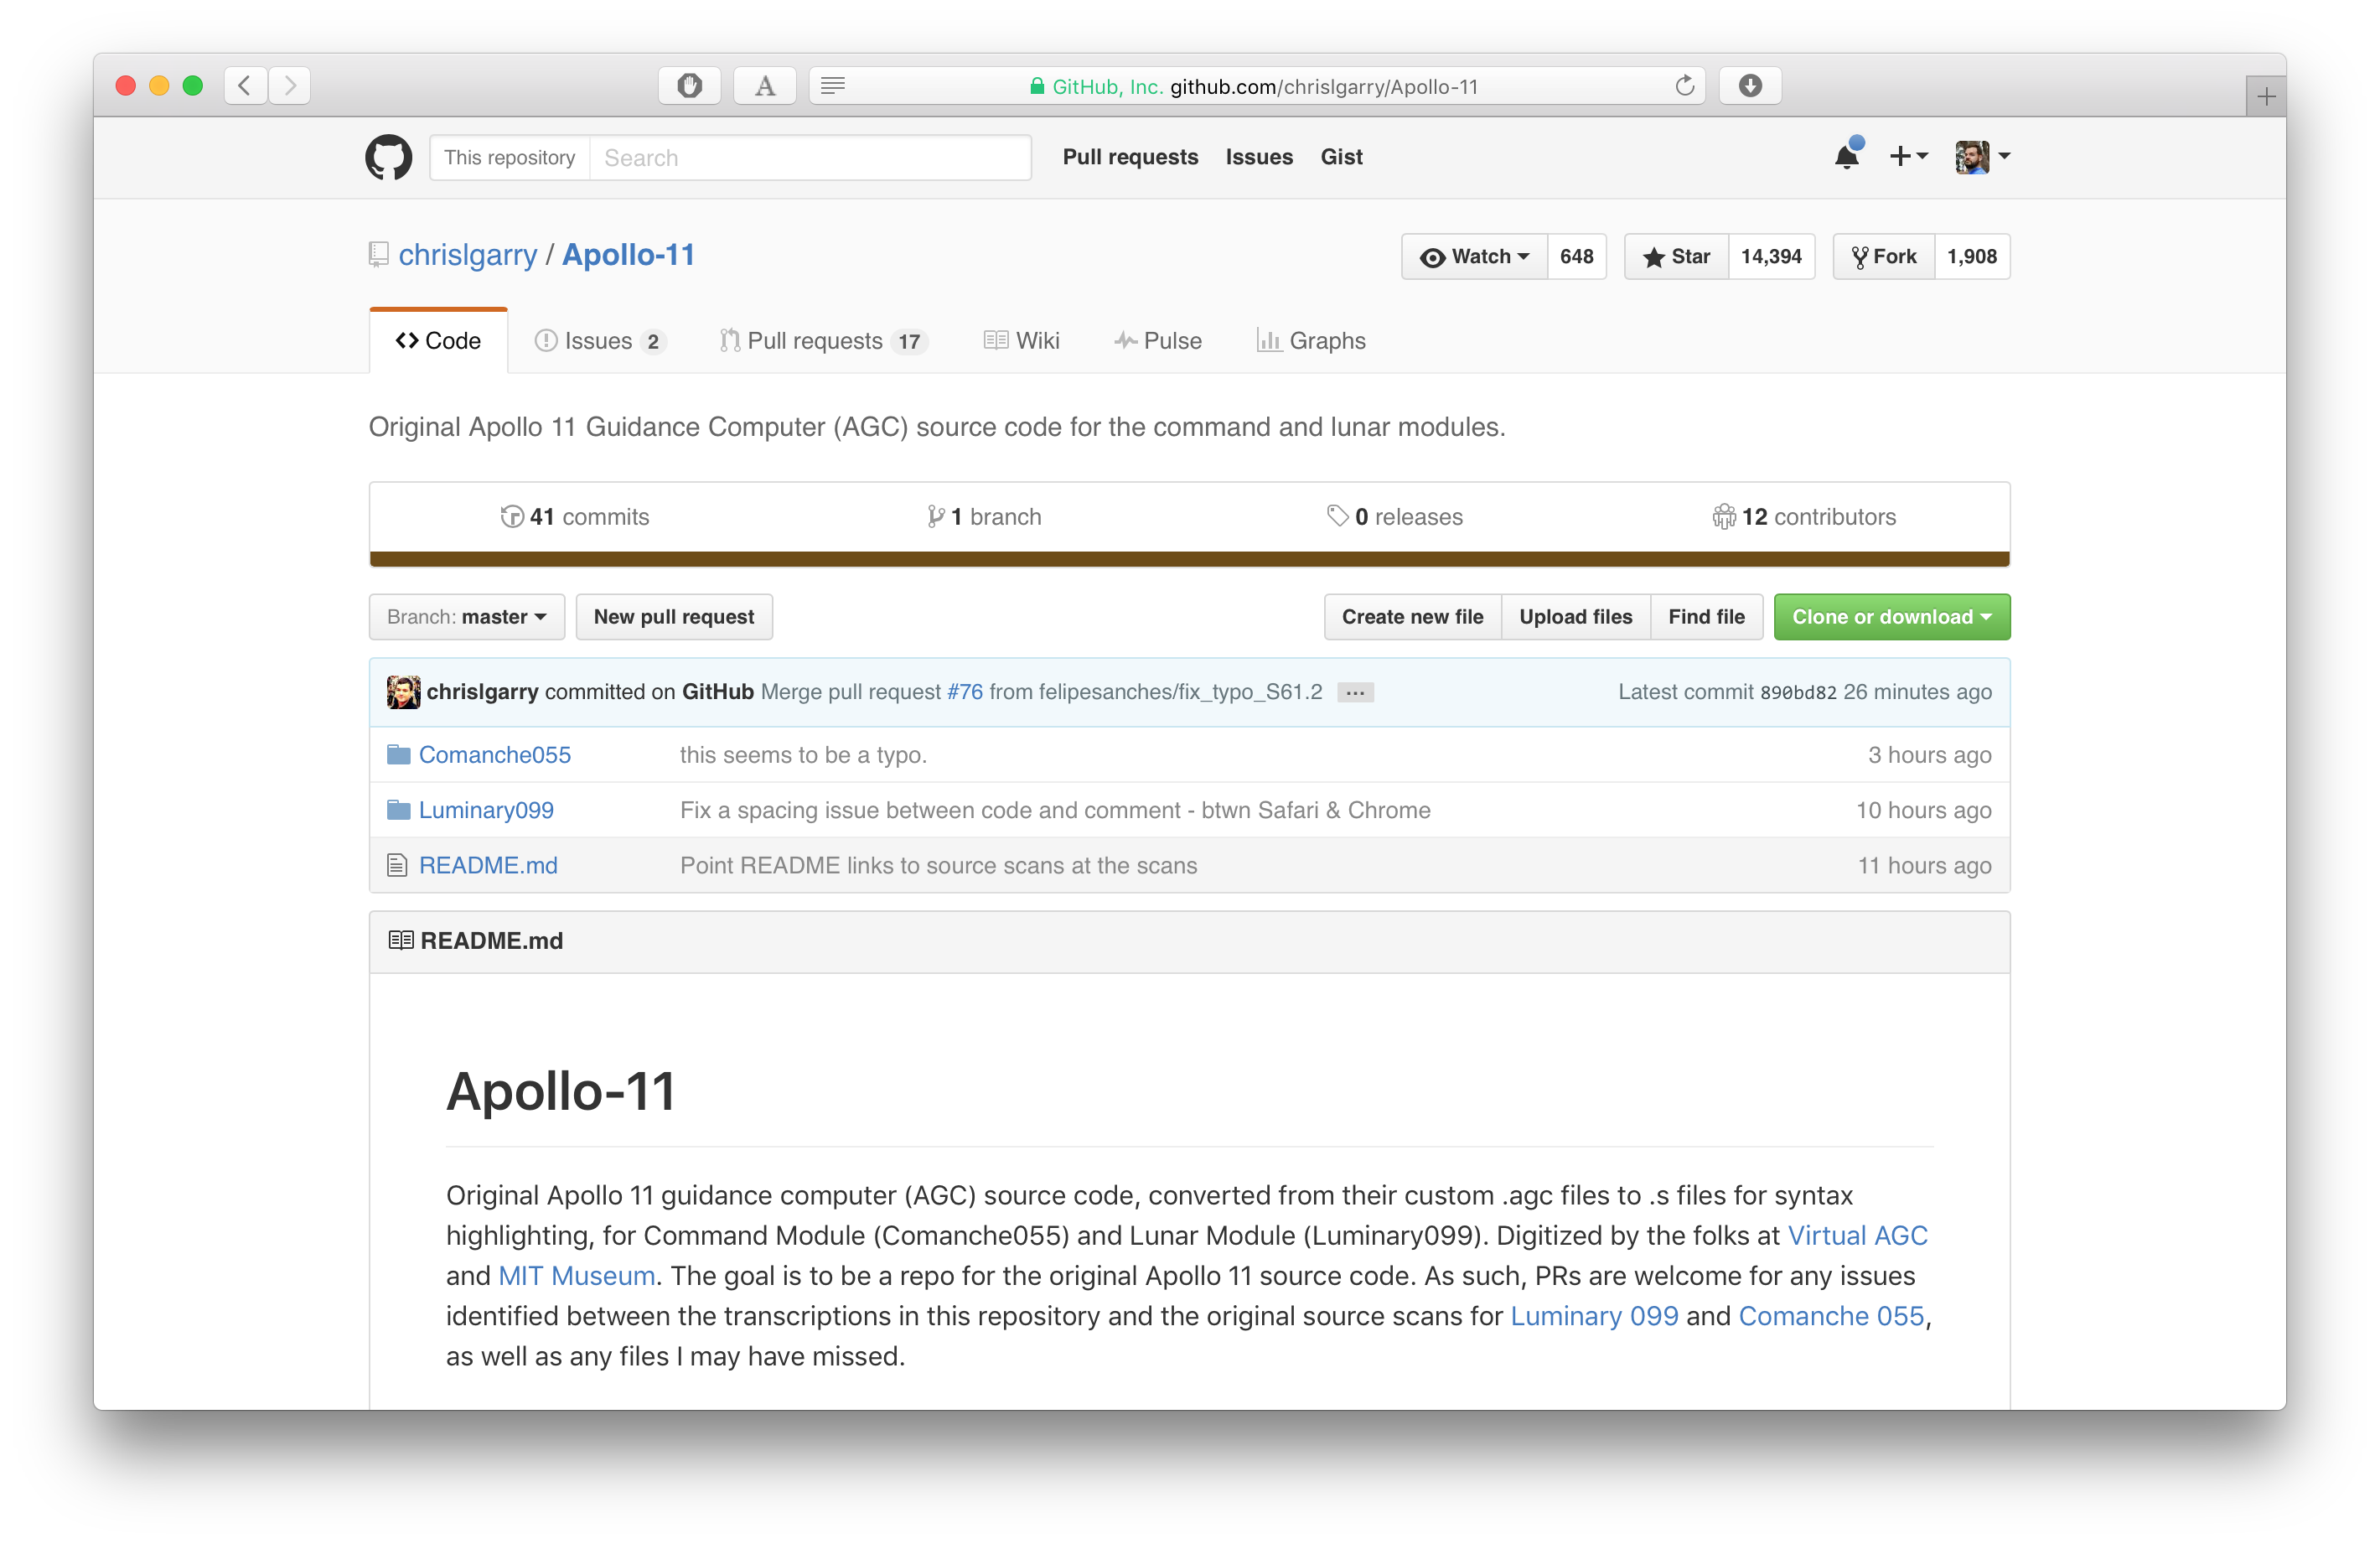 GitHub, Inc. github.com/chrislgarry/Apollo-11
This repository Search Pull requests Issues Gist
chrislgarry / Apollo-11 Watch 648 Star 14,394 Fork 1,908
Code Issues 2 Pull requests 17 Wiki Pulse Graphs
Original Apollo 11 Guidance Computer (AGC) source code for the command and lunar modules.
41 commits 1 branch 0 releases 12 contributors
Branch: master New pull request Create new file Upload files Find file Clone or download
chrislgarry committed on GitHub Merge pull request #76 from felipesanches/fix_typo_S61.2 ... Latest commit 890bd82 26 minutes ago
Comanche055 this seems to be a typo. 3 hours ago
Luminary099 Fix a spacing issue between code and comment - btwn Safari & Chrome 10 hours ago
README.md Point README links to source scans at the scans 11 hours ago
README.md
Apollo-11
Original Apollo 11 guidance computer (AGC) source code, converted from their custom .agc files to .s files for syntax
highlighting, for Command Module (Comanche055) and Lunar Module (Luminary099). Digitized by the folks at Virtual AGC
and MIT Museum. The goal is to be a repo for the original Apollo 11 source code. As such, PRs are welcome for any issues
identified between the transcriptions in this repository and the original source scans for Luminary 099 and Comanche 055,
as well as any files I may have missed.